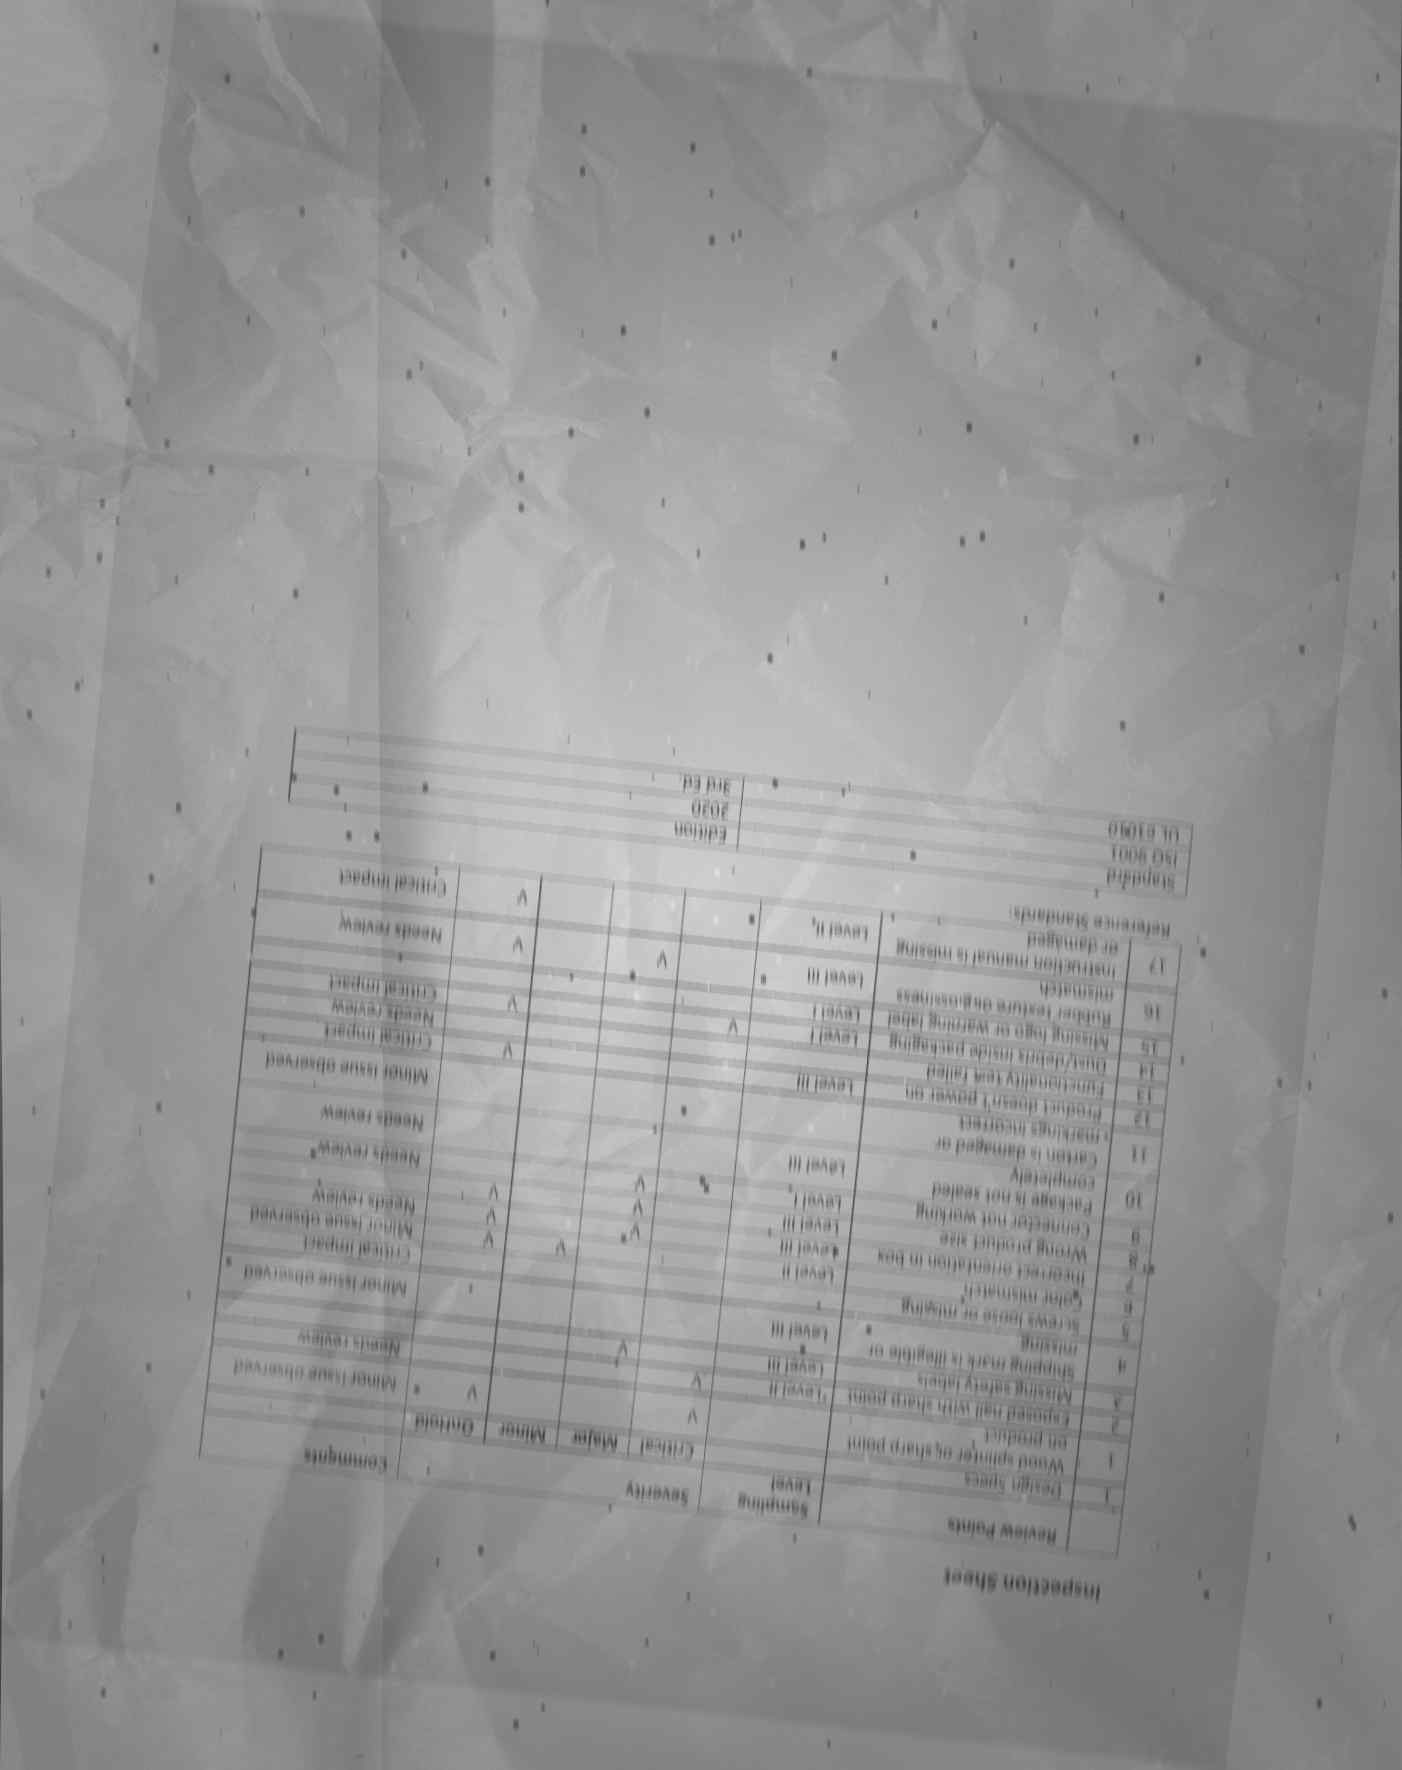 Inspection Sheet
Review Points Sampling Level Severity Comments
Critical Major Minor OnHold
I Design Specs
1 Wood splinter or sharp point V V Minor issue observed
on product
2 Exposed nail with sharp point Level II V Needs review
3 Missing safety labels Level III V
4 Shipping mark is illegible or Level III Minor issue observed
missing
5 Screws loose or missing Critical impact
6 Color mismatch Level II V V Minor issue observed
7 Incorrect orientation in box Level III V V Needs review
8 Wrong product size Level III V V
9 Connector not working Level I V Needs review
10 Package is not sealed Level III Needs review
completely
11 Carton is damaged or Minor issue observed
markings incorrect
12 Product doesn't power on Level III V Critical impact
13 Functionality test failed Needs review
14 Dust/debris inside packaging Level I V V Critical impact
15 Missing logo or warning label Level I
16 Rubber texture or glossiness Level III V V Needs review
mismatch
17 Instruction manual is missing Level II V Critical impact
or damaged
Reference Standards:
Standard Edition
ISO 9001 2020
UL 61010 3rd Ed.